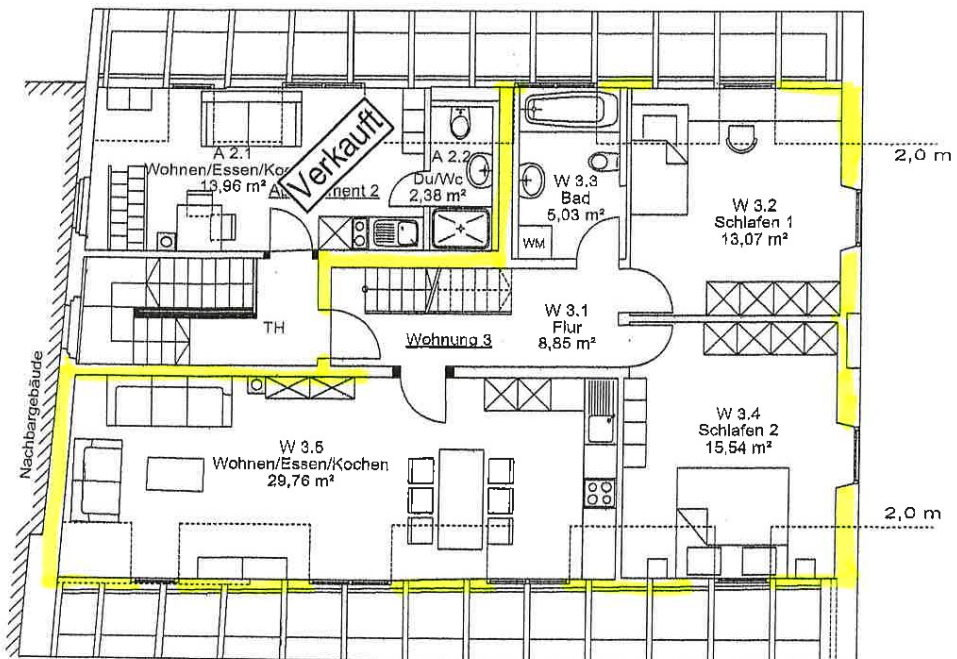 A 2.1
Wohnen/Essen/Ko
13,96 m²
Verkauft
ment 2
A 2.2
Du/Wc
2,38 m²
W 3.3
Bad
5,03 m²
WM
2,0 m
W 3.2
Schlafen 1
13,07 m²
TH
Wohnung 3
W 3.1
Flur
8,85 m²
Nachbargebäude
W 3.5
Wohnen/Essen/Kochen
29,76 m²
W 3.4
Schlafen 2
15,54 m²
2,0 m